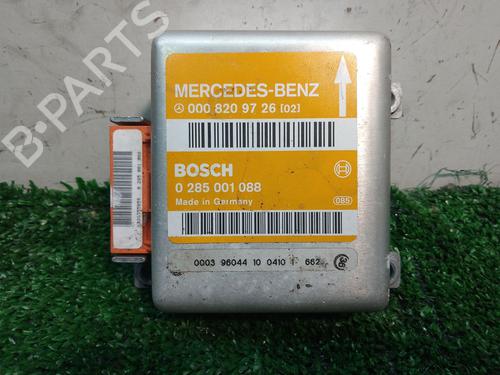 B-PARTS
MERCEDES-BENZ
000 820 97 26 [02]
BOSCH
0 285 001 088
Made in Germany
085
0003 96044 10 0410 1 662